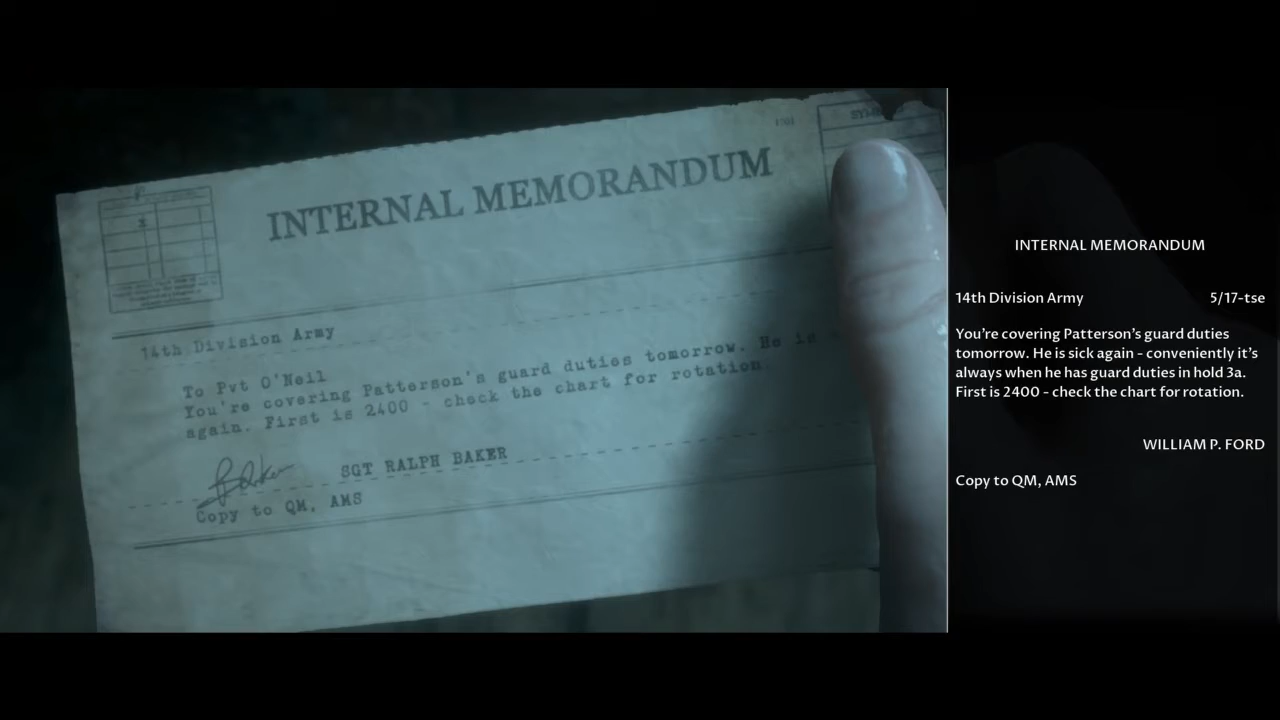 1701
SYMB
INTERNAL MEMORANDUM
14th Division Army
To Pvt O'Neil
You're covering Patterson's guard duties tomorrow. He is
again. First is 2400 - check the chart for rotation.
Baker SGT RALPH BAKER
Copy to QM, AMS
INTERNAL MEMORANDUM
14th Division Army 5/17-tse
You're covering Patterson's guard duties
tomorrow. He is sick again - conveniently it's
always when he has guard duties in hold 3a.
First is 2400 - check the chart for rotation.
WILLIAM P. FORD
Copy to QM, AMS